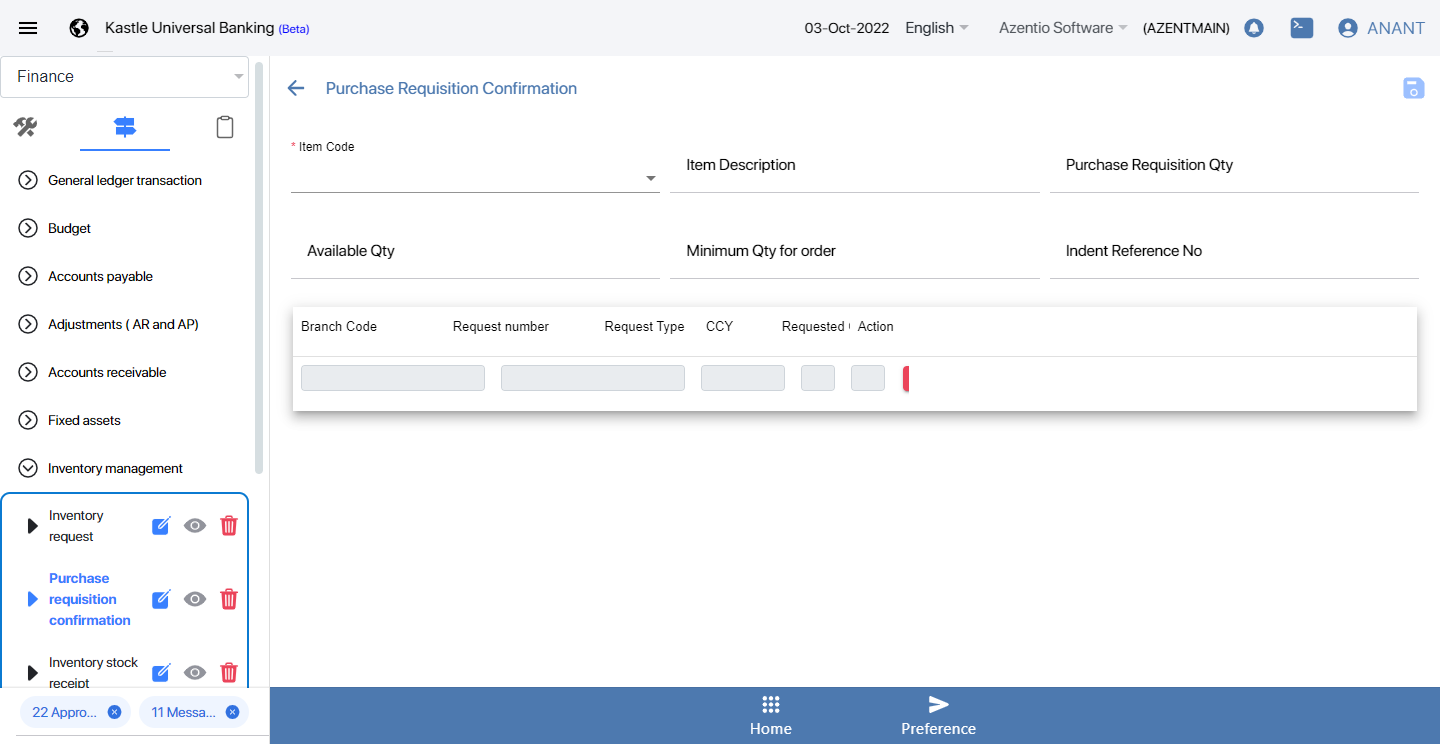 Kastle Universal Banking (Beta)
03-Oct-2022
English
Azentio Software
(AZENTMAIN)
ANANT
Finance
General ledger transaction
Budget
Accounts payable
Adjustments ( AR and AP)
Accounts receivable
Fixed assets
Inventory management
Inventory
request
Purchase
requisition
confirmation
Inventory stock
receipt
22 Appro...
11 Messa...
Purchase Requisition Confirmation
* Item Code
Item Description
Purchase Requisition Qty
Available Qty
Minimum Qty for order
Indent Reference No
Branch Code
Request number
Request Type
CCY
Requested
Action
Home
Preference